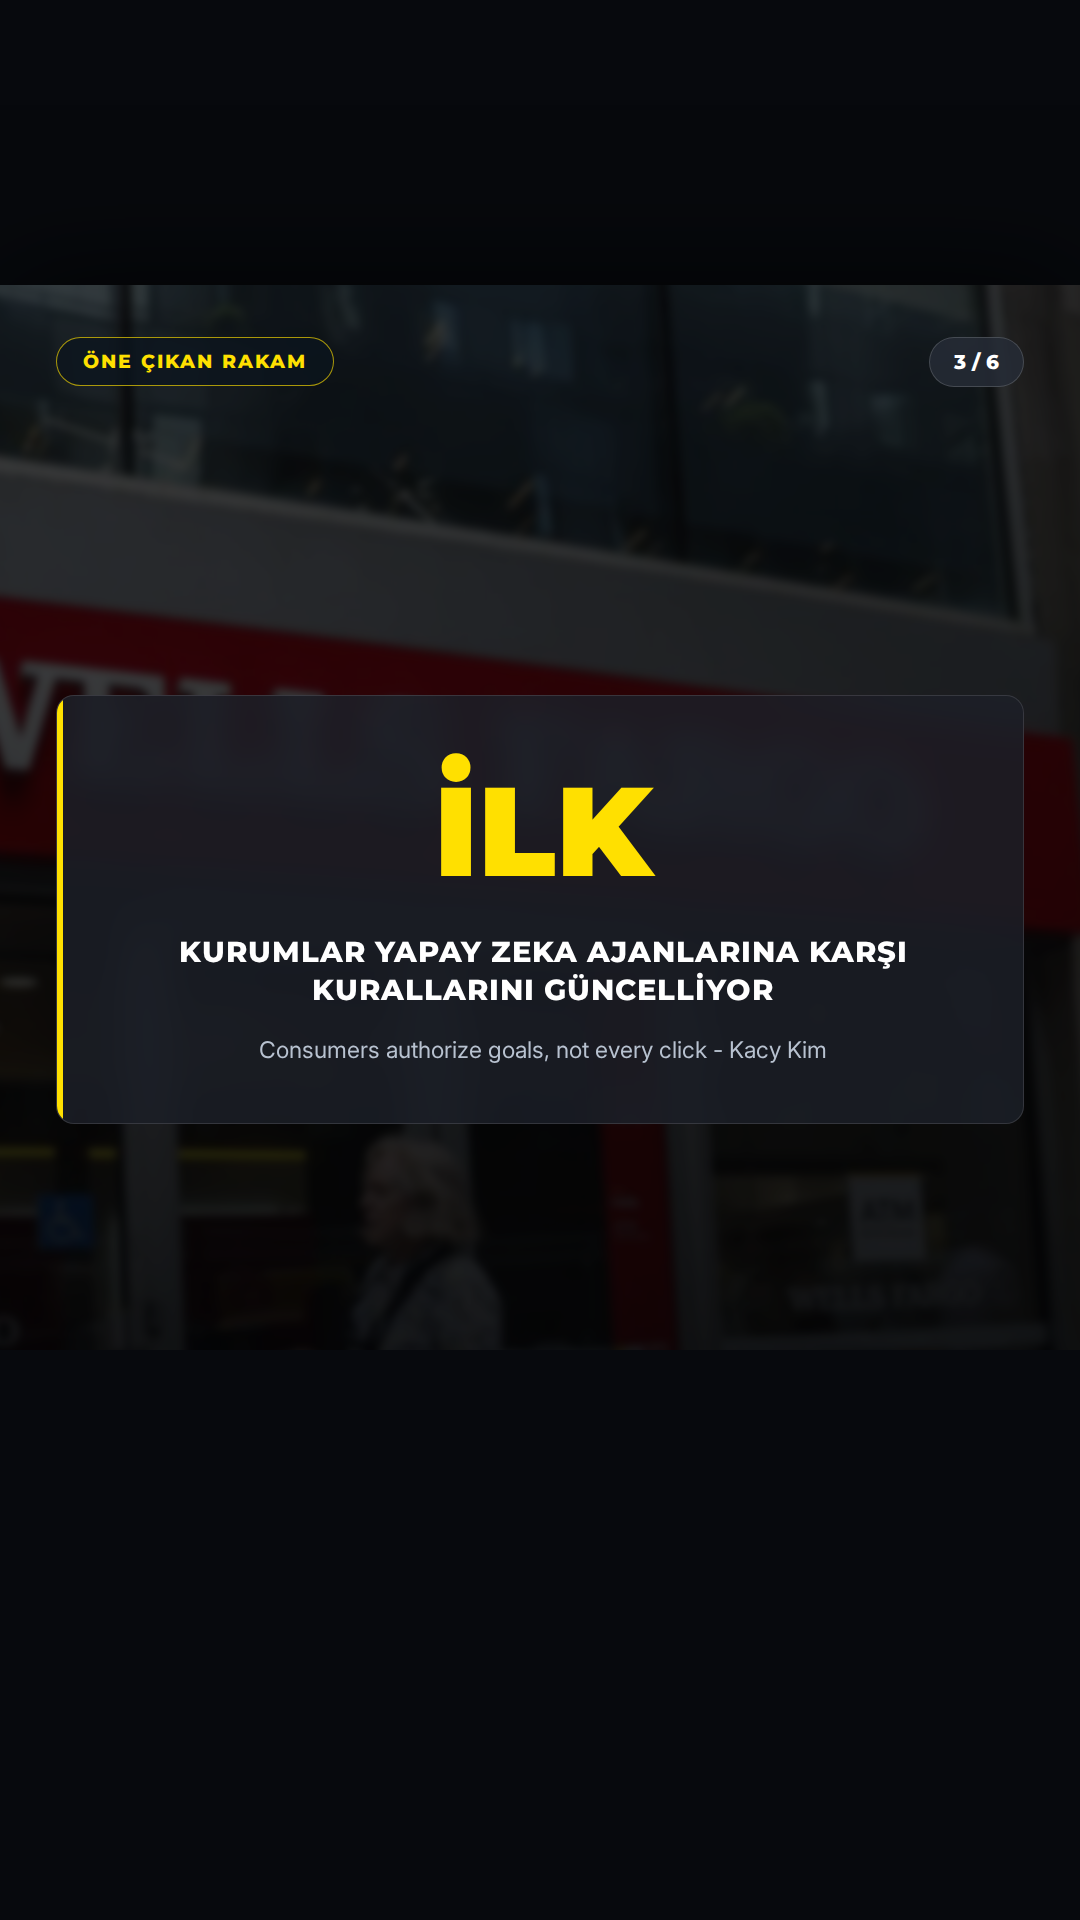 ÖNE ÇIKAN RAKAM
3 / 6
İLK
KURUMLAR YAPAY ZEKA AJANLARINA KARŞI
KURALLARINI GÜNCELLİYOR
Consumers authorize goals, not every click - Kacy Kim